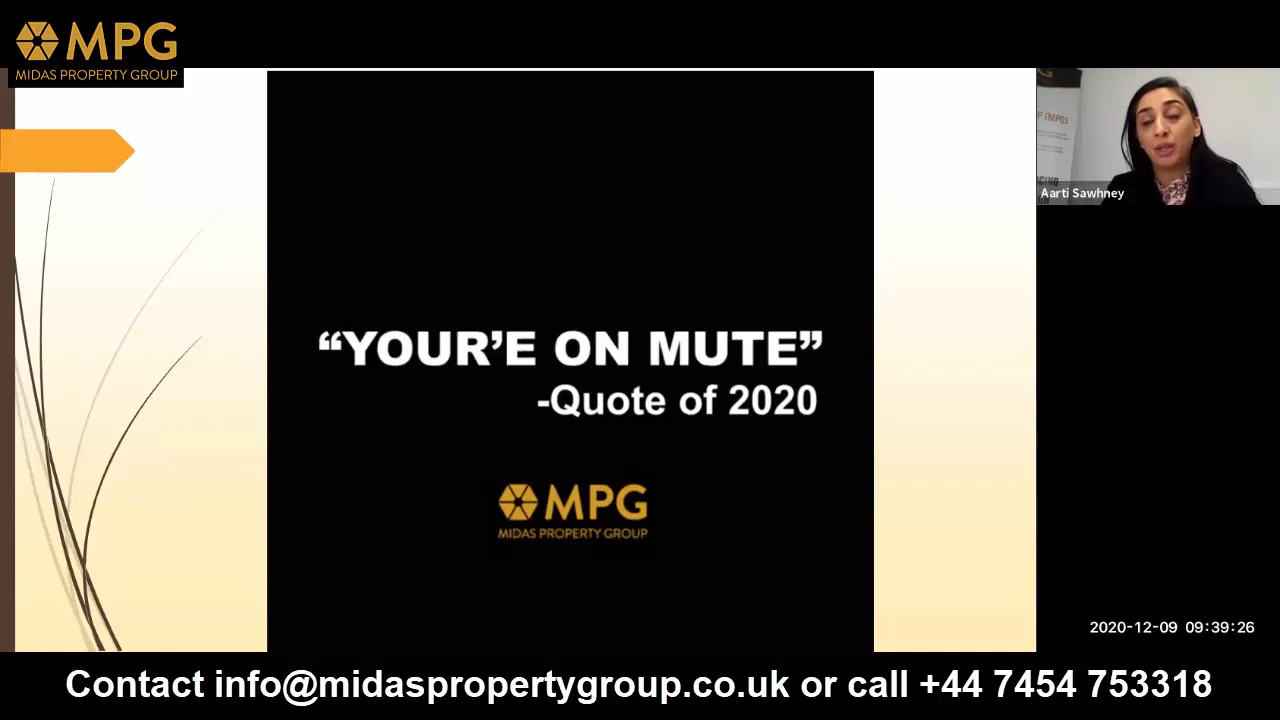 MPG
MIDAS PROPERTY GROUP
Aarti Sawhney
“YOUR’E ON MUTE”
-Quote of 2020
MPG
MIDAS PROPERTY GROUP
2020-12-09 09:39:26
Contact info@midaspropertygroup.co.uk or call +44 7454 753318